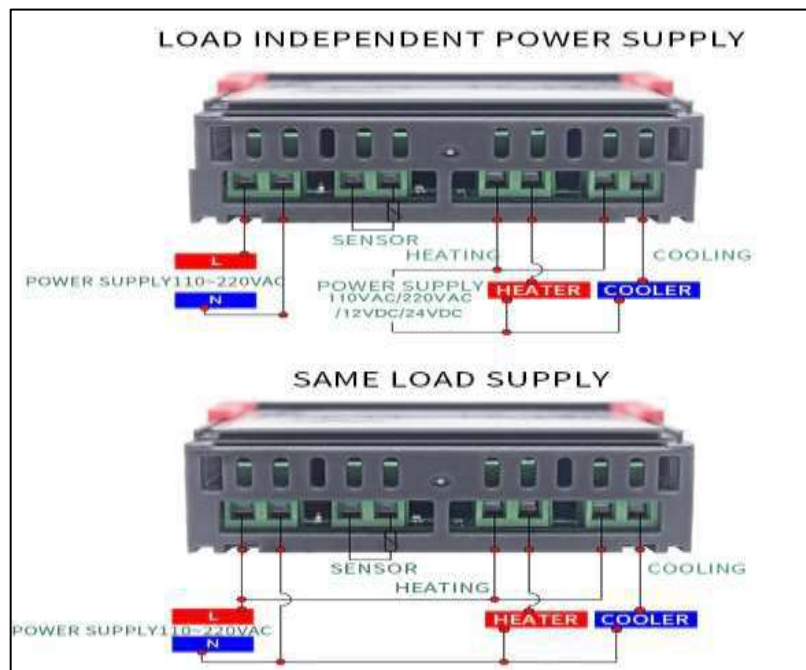 LOAD INDEPENDENT POWER SUPPLY
SENSOR
HEATING
COOLING
L
POWER SUPPLY110~220VAC
N
POWER SUPPLY
110VAC/220VAC
/12VDC/24VDC
HEATER
COOLER
SAME LOAD SUPPLY
SENSOR
HEATING
COOLING
L
POWER SUPPLY110~220VAC
N
HEATER
COOLER